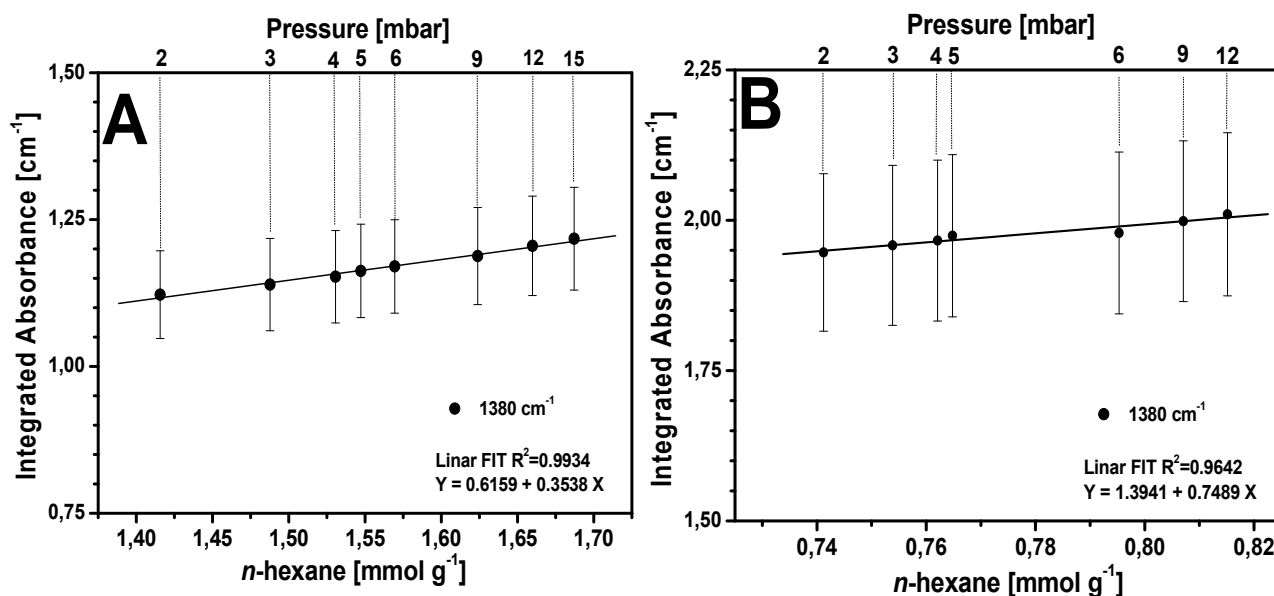 Pressure [mbar]
2 3 4 5 6 9 12 15
A
1,50
1,25
1,00
0,75
Integrated Absorbance [cm⁻¹]
1380 cm⁻¹
Linar FIT R²=0.9934
Y = 0.6159 + 0.3538 X
1,40 1,45 1,50 1,55 1,60 1,65 1,70
n-hexane [mmol g⁻¹]
Pressure [mbar]
2 3 4 5 6 9 12
B
2,25
2,00
1,75
1,50
Integrated Absorbance [cm⁻¹]
1380 cm⁻¹
Linar FIT R²=0.9642
Y = 1.3941 + 0.7489 X
0,74 0,76 0,78 0,80 0,82
n-hexane [mmol g⁻¹]